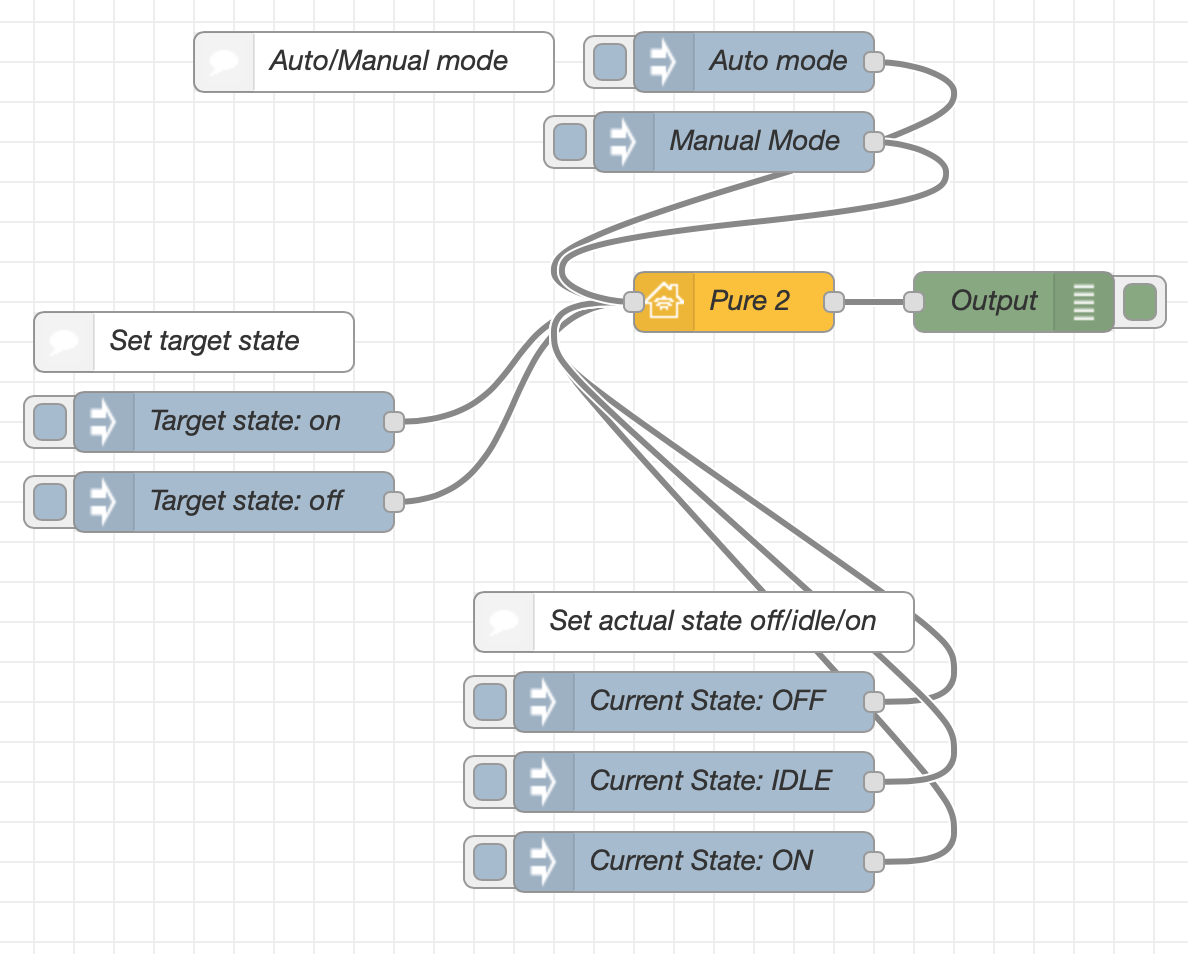 Auto/Manual mode
Auto mode
Manual Mode
Pure 2
Output
Set target state
Target state: on
Target state: off
Set actual state off/idle/on
Current State: OFF
Current State: IDLE
Current State: ON